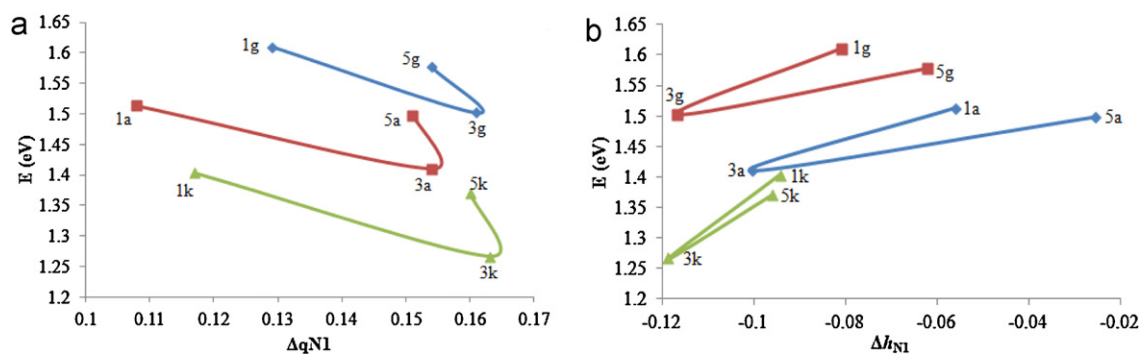 a
E (eV)
1.65
1.6
1.55
1.5
1.45
1.4
1.35
1.3
1.25
1.2
1g
5g
3g
1a
5a
3a
1k
5k
3k
0.1 0.11 0.12 0.13 0.14 0.15 0.16 0.17
ΔqN1
b
E (eV)
1.65
1.6
1.55
1.5
1.45
1.4
1.35
1.3
1.25
1.2
1g
5g
3g
1a
5a
3a
1k
5k
3k
-0.12 -0.1 -0.08 -0.06 -0.04 -0.02
ΔhN1